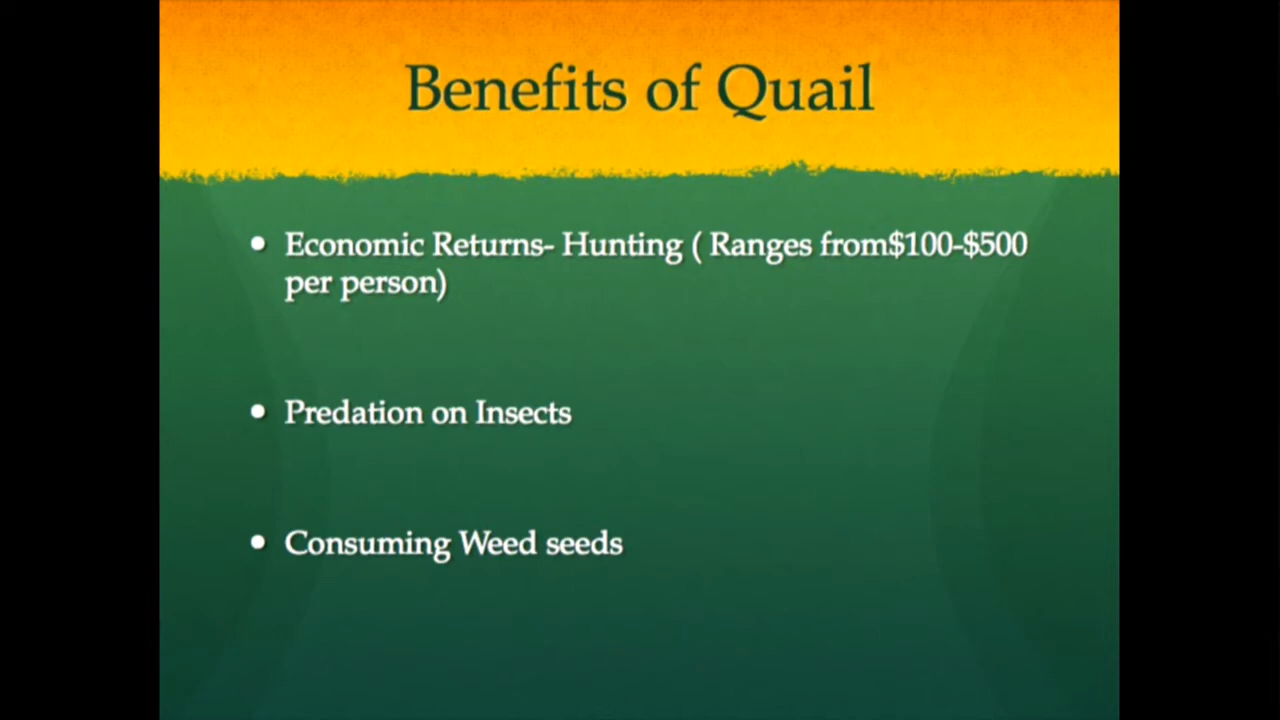 Benefits of Quail
• Economic Returns- Hunting ( Ranges from$100-$500
per person)
• Predation on Insects
• Consuming Weed seeds